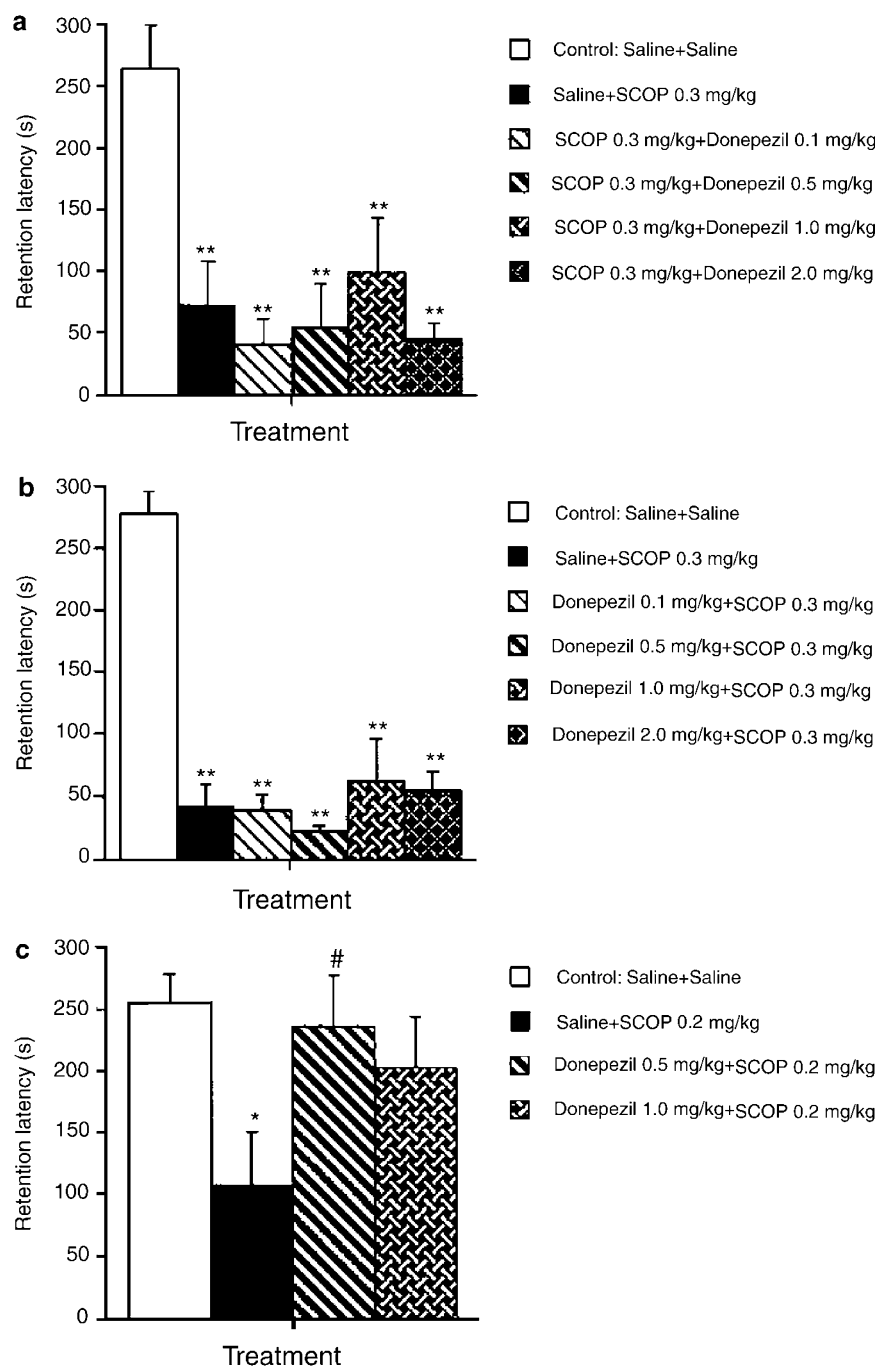 a
300
250
200
150
100
50
0
Retention latency (s)
**
**
**
**
**
Treatment
Control: Saline+Saline
Saline+SCOP 0.3 mg/kg
SCOP 0.3 mg/kg+Donepezil 0.1 mg/kg
SCOP 0.3 mg/kg+Donepezil 0.5 mg/kg
SCOP 0.3 mg/kg+Donepezil 1.0 mg/kg
SCOP 0.3 mg/kg+Donepezil 2.0 mg/kg
b
300
250
200
150
100
50
0
Retention latency (s)
**
**
**
**
**
Treatment
Control: Saline+Saline
Saline+SCOP 0.3 mg/kg
Donepezil 0.1 mg/kg+SCOP 0.3 mg/kg
Donepezil 0.5 mg/kg+SCOP 0.3 mg/kg
Donepezil 1.0 mg/kg+SCOP 0.3 mg/kg
Donepezil 2.0 mg/kg+SCOP 0.3 mg/kg
c
300
250
200
150
100
50
0
Retention latency (s)
*
#
Treatment
Control: Saline+Saline
Saline+SCOP 0.2 mg/kg
Donepezil 0.5 mg/kg+SCOP 0.2 mg/kg
Donepezil 1.0 mg/kg+SCOP 0.2 mg/kg